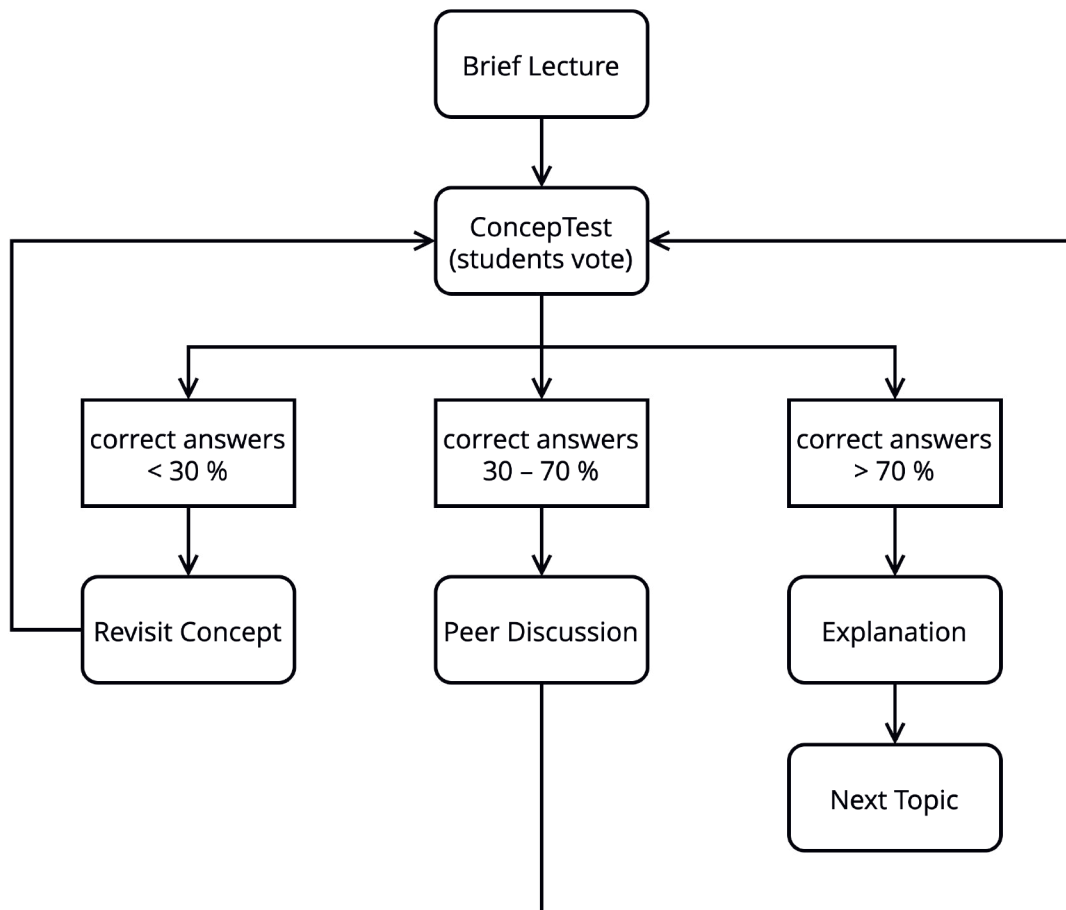 Brief Lecture
ConcepTest
(students vote)
correct answers
< 30 %
correct answers
30 – 70 %
correct answers
> 70 %
Revisit Concept
Peer Discussion
Explanation
Next Topic